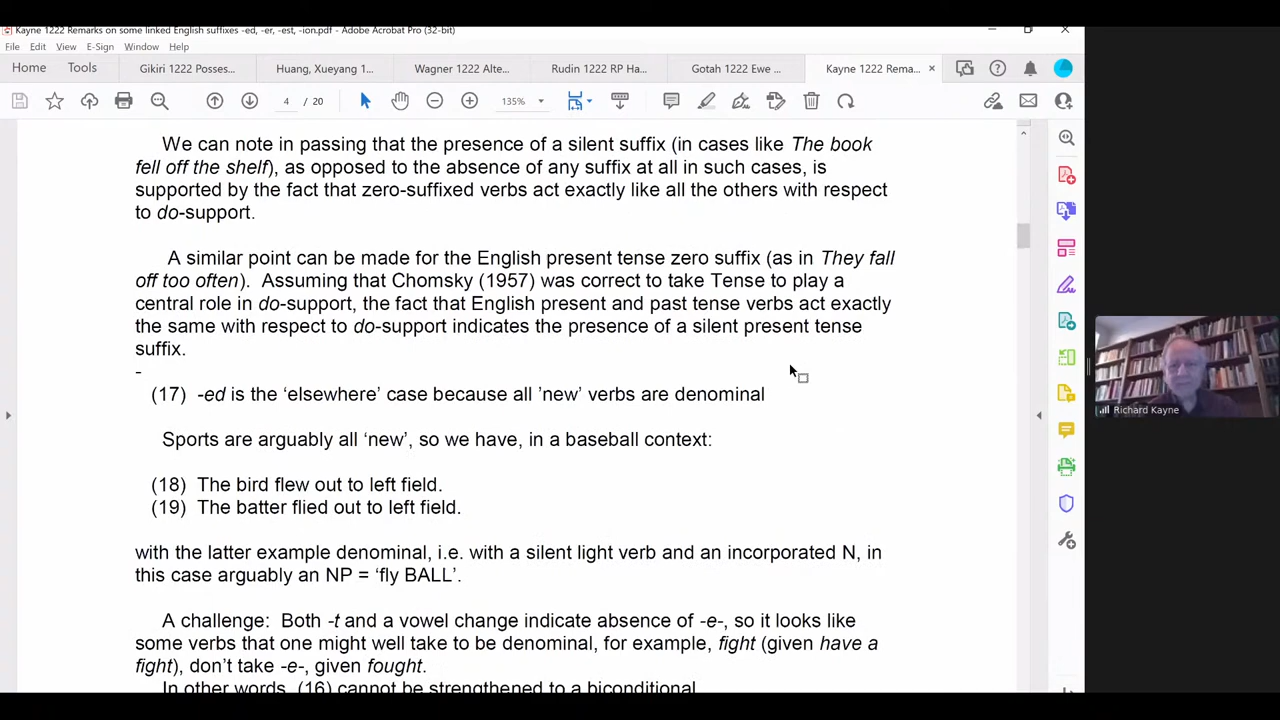 Kayne 1222 Remarks on some linked English suffixes -ed, -er, -est, -ion.pdf - Adobe Acrobat Pro (32-bit)
File Edit View E-Sign Window Help
Home Tools Gikiri 1222 Posses... Huang, Xueyang 1... Wagner 1222 Alte... Rudin 1222 RP Ha... Gotah 1222 Ewe ... Kayne 1222 Rema...
4 / 20 135%
We can note in passing that the presence of a silent suffix (in cases like The book
fell off the shelf), as opposed to the absence of any suffix at all in such cases, is
supported by the fact that zero-suffixed verbs act exactly like all the others with respect
to do-support.
A similar point can be made for the English present tense zero suffix (as in They fall
off too often). Assuming that Chomsky (1957) was correct to take Tense to play a
central role in do-support, the fact that English present and past tense verbs act exactly
the same with respect to do-support indicates the presence of a silent present tense
suffix.
-
(17) -ed is the ‘elsewhere’ case because all ’new’ verbs are denominal
Sports are arguably all ‘new’, so we have, in a baseball context:
(18) The bird flew out to left field.
(19) The batter flied out to left field.
with the latter example denominal, i.e. with a silent light verb and an incorporated N, in
this case arguably an NP = ‘fly BALL’.
A challenge: Both -t and a vowel change indicate absence of -e-, so it looks like
some verbs that one might well take to be denominal, for example, fight (given have a
fight), don’t take -e-, given fought.
In other words, (16) cannot be strengthened to a biconditional
Richard Kayne